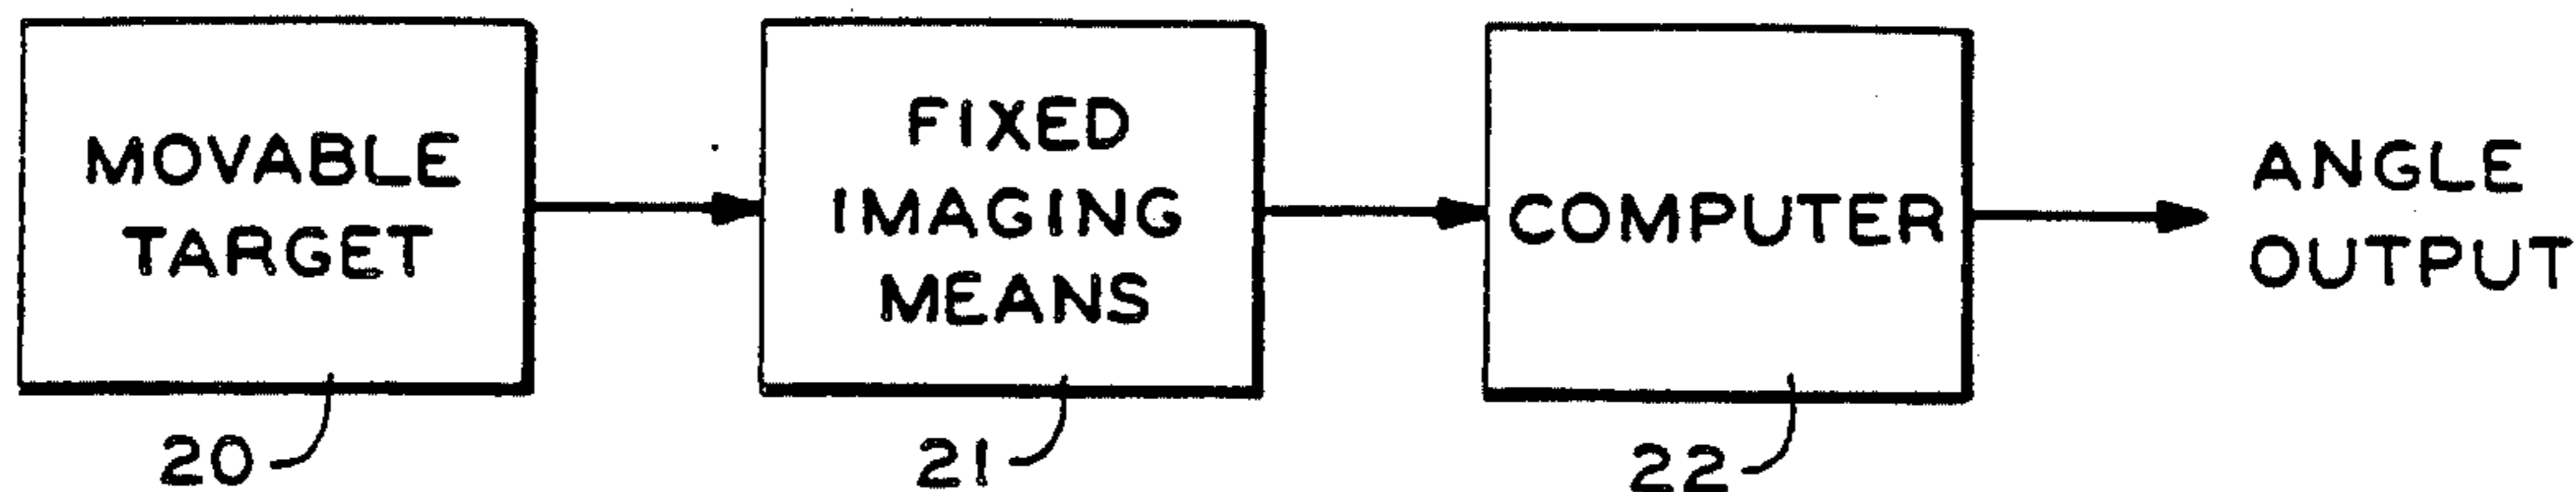 MOVABLE
TARGET
FIXED
IMAGING
MEANS
COMPUTER
ANGLE
OUTPUT
20
21
22